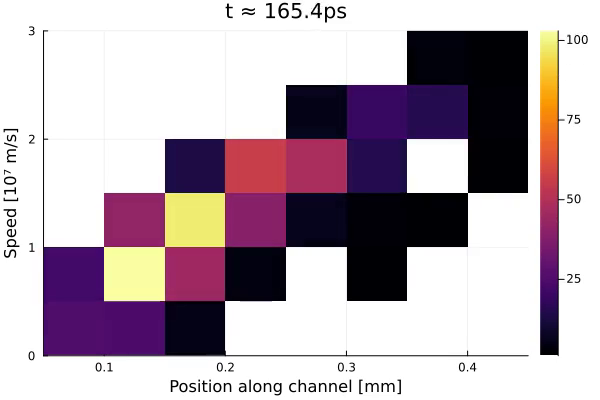 t ≈ 165.4ps
Speed [10⁷ m/s]
3
2
1
0
0.1 0.2 0.3 0.4
Position along channel [mm]
100
75
50
25